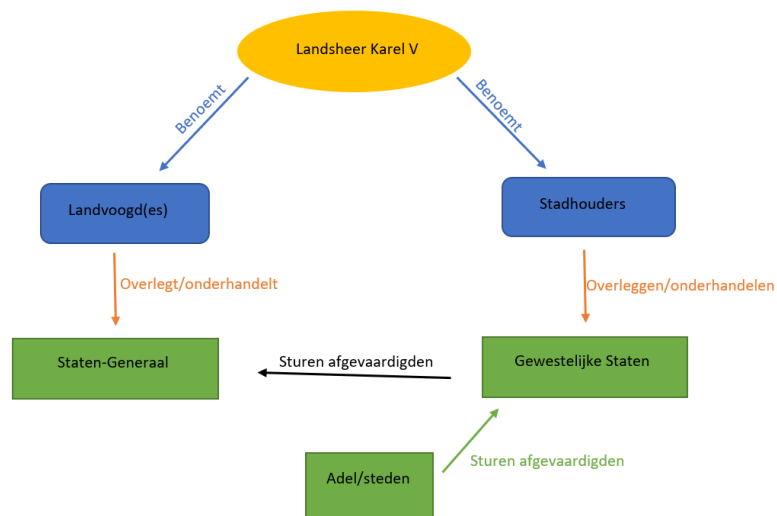 Landsheer Karel V
Benoemt
Benoemt
Landvoogd(es)
Stadhouders
Overlegt/onderhandelt
Overleggen/onderhandelen
Staten-Generaal
Sturen afgevaardigden
Gewestelijke Staten
Adel/steden
Sturen afgevaardigden